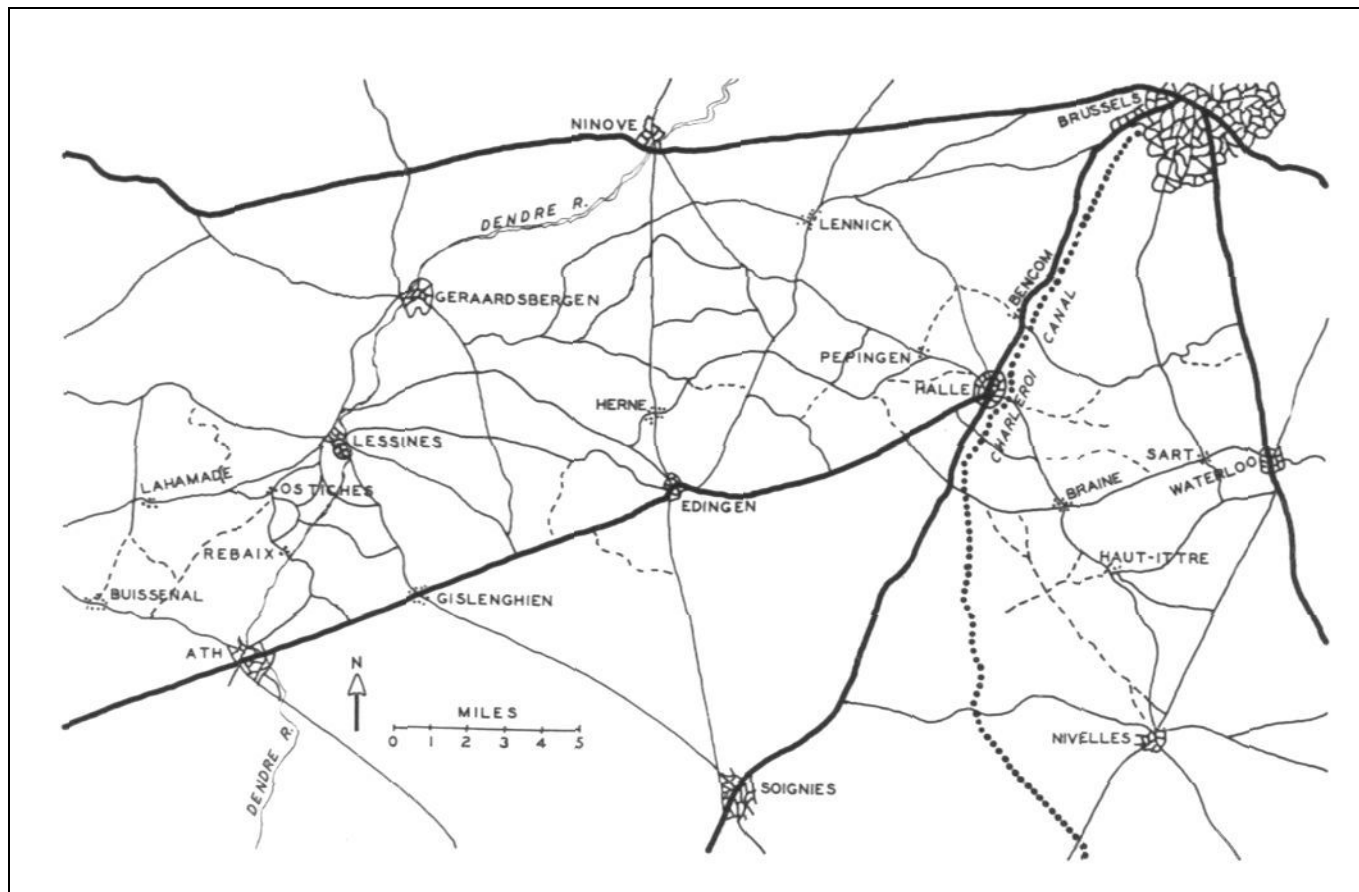 BRUSSELS
NINOVE
DENDRE R.
LENNICK
GERAARDSBERGEN
BENCOM
CANAL
PEPINGEN
HALLE
CHARLEROI
HERNE
LESSINES
SART
WATERLOO
LAHAMADE
OSTICHES
EDINGEN
BRAINE
REBAIX
HAUT-ITTRE
BUISSENAL
GISLENGHIEN
ATH
N
MILES
0 1 2 3 4 5
NIVELLES
DENDRE R.
SOIGNIES